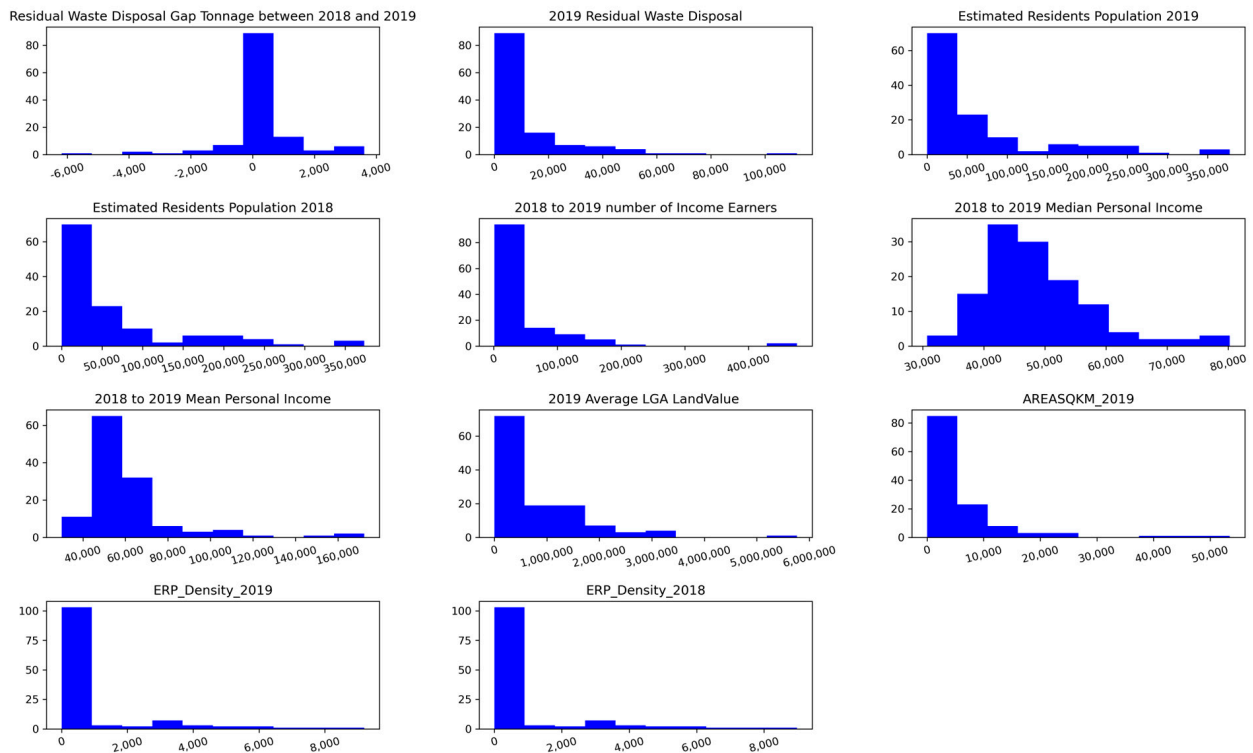 Residual Waste Disposal Gap Tonnage between 2018 and 2019
80
60
40
20
0
-6,000 -4,000 -2,000 0 2,000 4,000
2019 Residual Waste Disposal
80
60
40
20
0
0 20,000 40,000 60,000 80,000 100,000
Estimated Residents Population 2019
60
40
20
0
0 50,000 100,000 150,000 200,000 250,000 300,000 350,000
Estimated Residents Population 2018
60
40
20
0
0 50,000 100,000 150,000 200,000 250,000 300,000 350,000
2018 to 2019 number of Income Earners
80
60
40
20
0
0 100,000 200,000 300,000 400,000
2018 to 2019 Median Personal Income
30
20
10
0
30,000 40,000 50,000 60,000 70,000 80,000
2018 to 2019 Mean Personal Income
60
40
20
0
40,000 60,000 80,000 100,000 120,000 140,000 160,000
2019 Average LGA LandValue
60
40
20
0
0 1,000,000 2,000,000 3,000,000 4,000,000 5,000,000 6,000,000
AREASQKM_2019
80
60
40
20
0
0 10,000 20,000 30,000 40,000 50,000
ERP_Density_2019
100
75
50
25
0
0 2,000 4,000 6,000 8,000
ERP_Density_2018
100
75
50
25
0
0 2,000 4,000 6,000 8,000